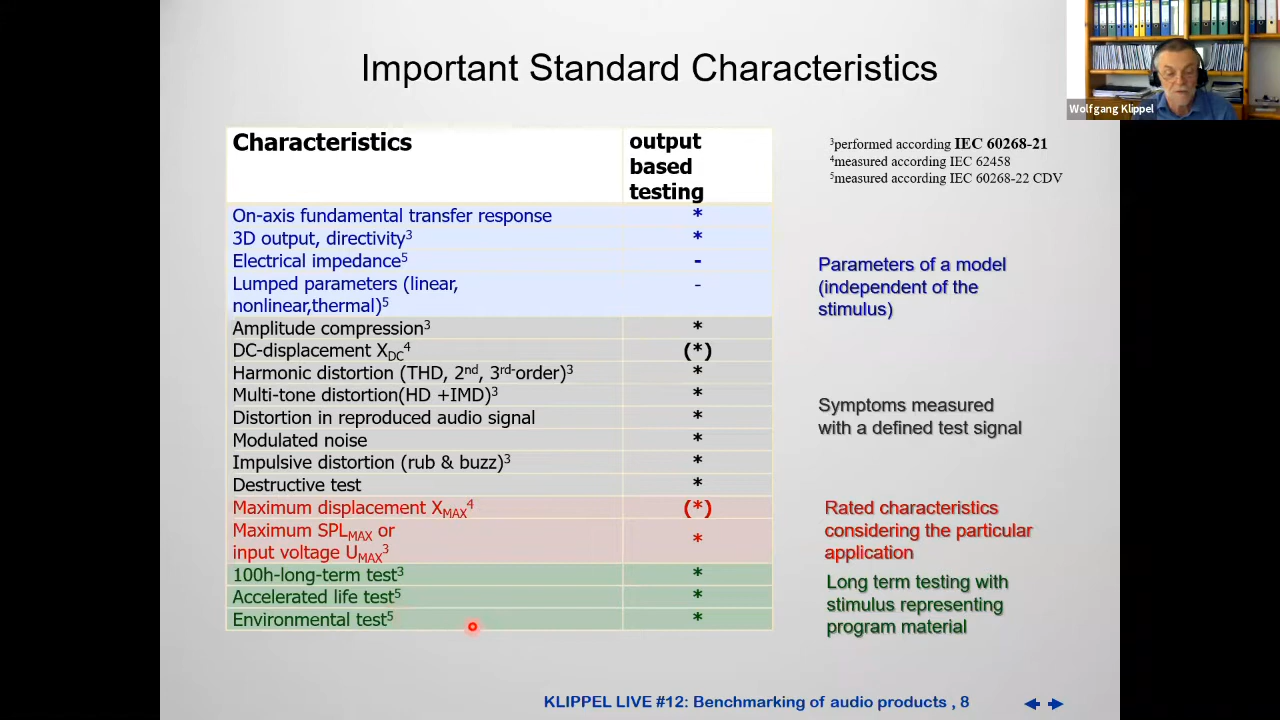 Important Standard Characteristics
Wolfgang Klippel
Characteristics
output
based
testing
³performed according IEC 60268-21
⁴measured according IEC 62458
⁵measured according IEC 60268-22 CDV
On-axis fundamental transfer response *
3D output, directivity³ *
Electrical impedance⁵ -
Lumped parameters (linear, -
nonlinear,thermal)⁵
Parameters of a model
(independent of the
stimulus)
Amplitude compression³ *
DC-displacement XDC⁴ (*)
Harmonic distortion (THD, 2nd, 3rd-order)³ *
Multi-tone distortion(HD +IMD)³ *
Distortion in reproduced audio signal *
Modulated noise *
Impulsive distortion (rub & buzz)³ *
Destructive test *
Symptoms measured
with a defined test signal
Maximum displacement XMAX⁴ (*)
Maximum SPLMAX or
input voltage UMAX³ *
Rated characteristics
considering the particular
application
100h-long-term test³ *
Accelerated life test⁵ *
Environmental test⁵ *
Long term testing with
stimulus representing
program material
KLIPPEL LIVE #12: Benchmarking of audio products , 8